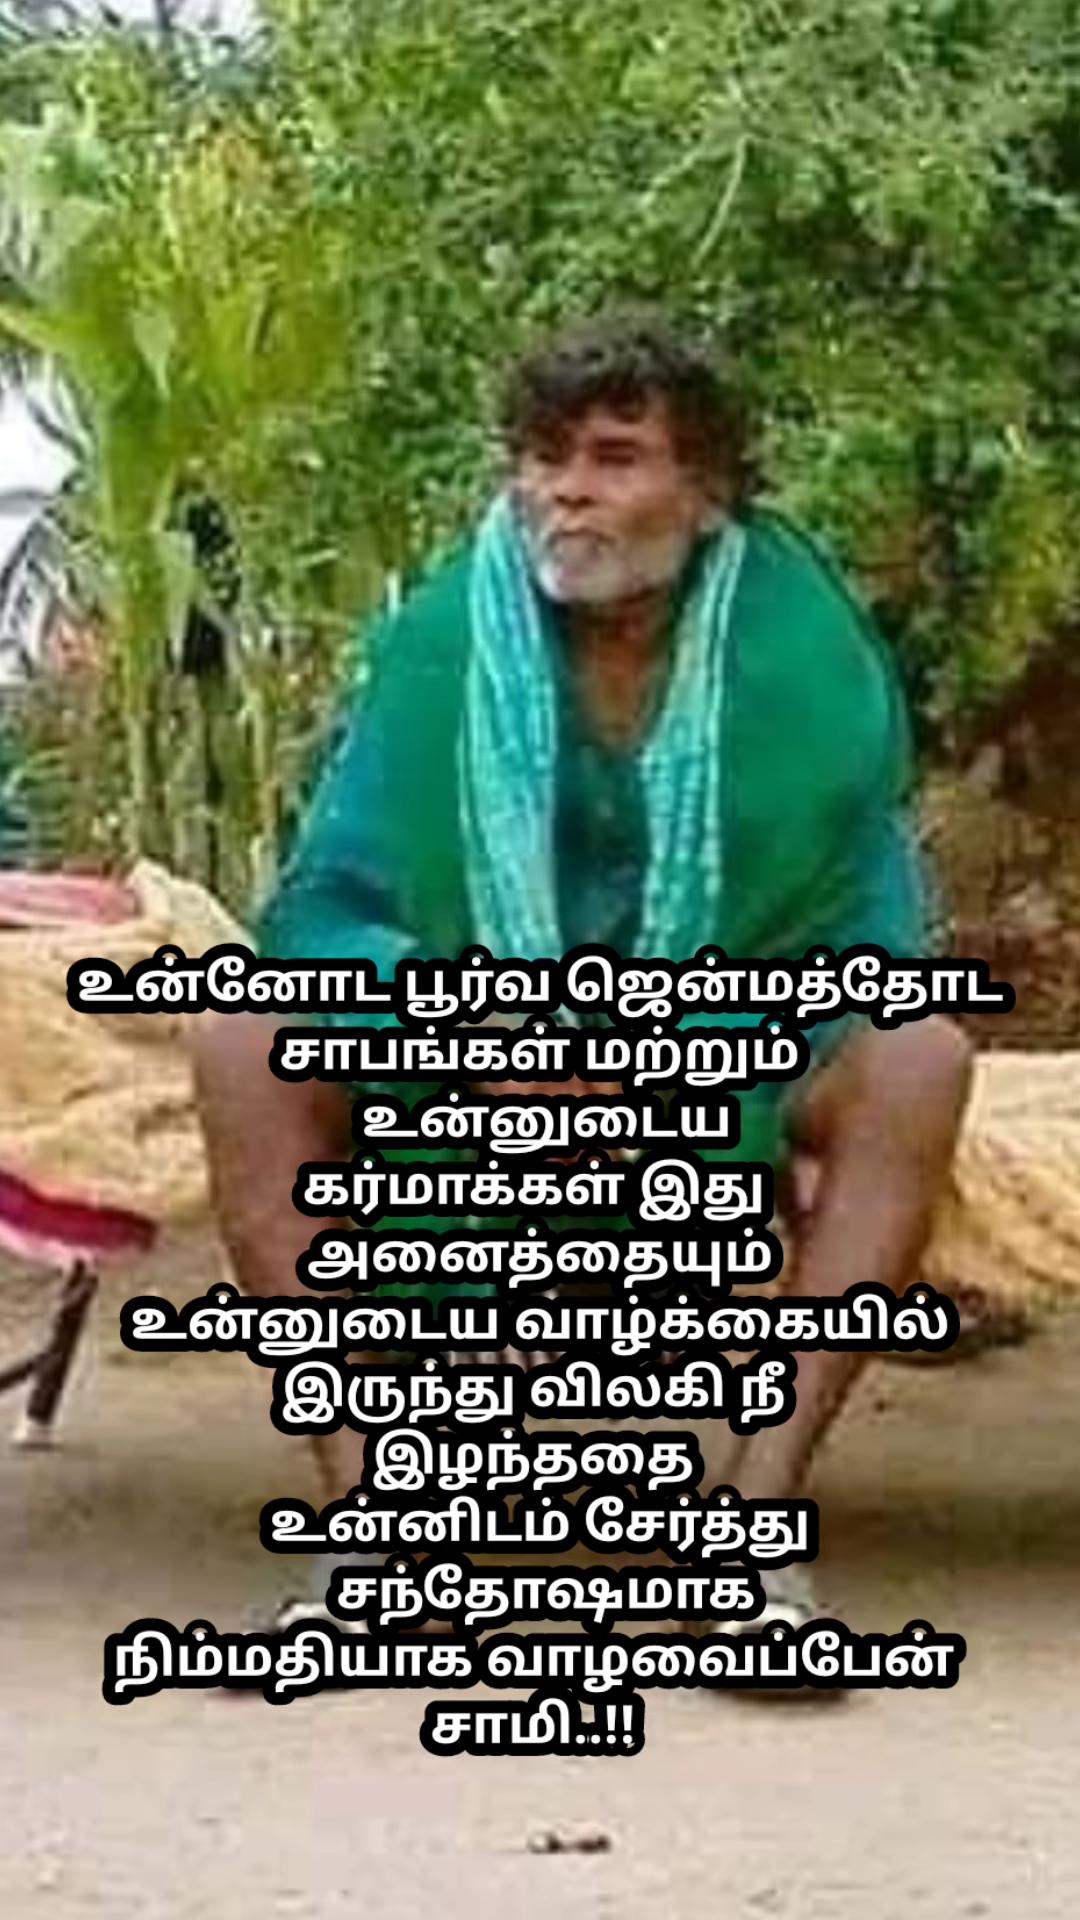 உன்னோட பூர்வ ஜென்மத்தோட
சாபங்கள் மற்றும்
உன்னுடைய
கர்மாக்கள் இது
அனைத்தையும்
உன்னுடைய வாழ்க்கையில்
இருந்து விலகி நீ
இழந்ததை
உன்னிடம் சேர்த்து
சந்தோஷமாக
நிம்மதியாக வாழவைப்பேன்
சாமி..!!